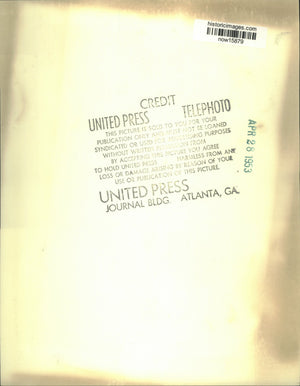 historicimages.com
now15879
APR 28 1953
CREDIT
UNITED PRESS TELEPHOTO
THIS PICTURE IS SOLD TO YOU FOR YOUR
PUBLICATION ONLY AND MUST NOT BE LOANED
SYNDICATED OR USED FOR ADVERTISING PURPOSES
WITHOUT WRITTEN PERMISSION FROM
BY ACCEPTING THIS PICTURE YOU AGREE
TO HOLD UNITED PRESS HARMLESS FROM ANY
LOSS OR DAMAGE ARISING BY REASON OF YOUR
USE OR PUBLICATION OF THIS PICTURE.
UNITED PRESS
JOURNAL BLDG. ATLANTA, GA.